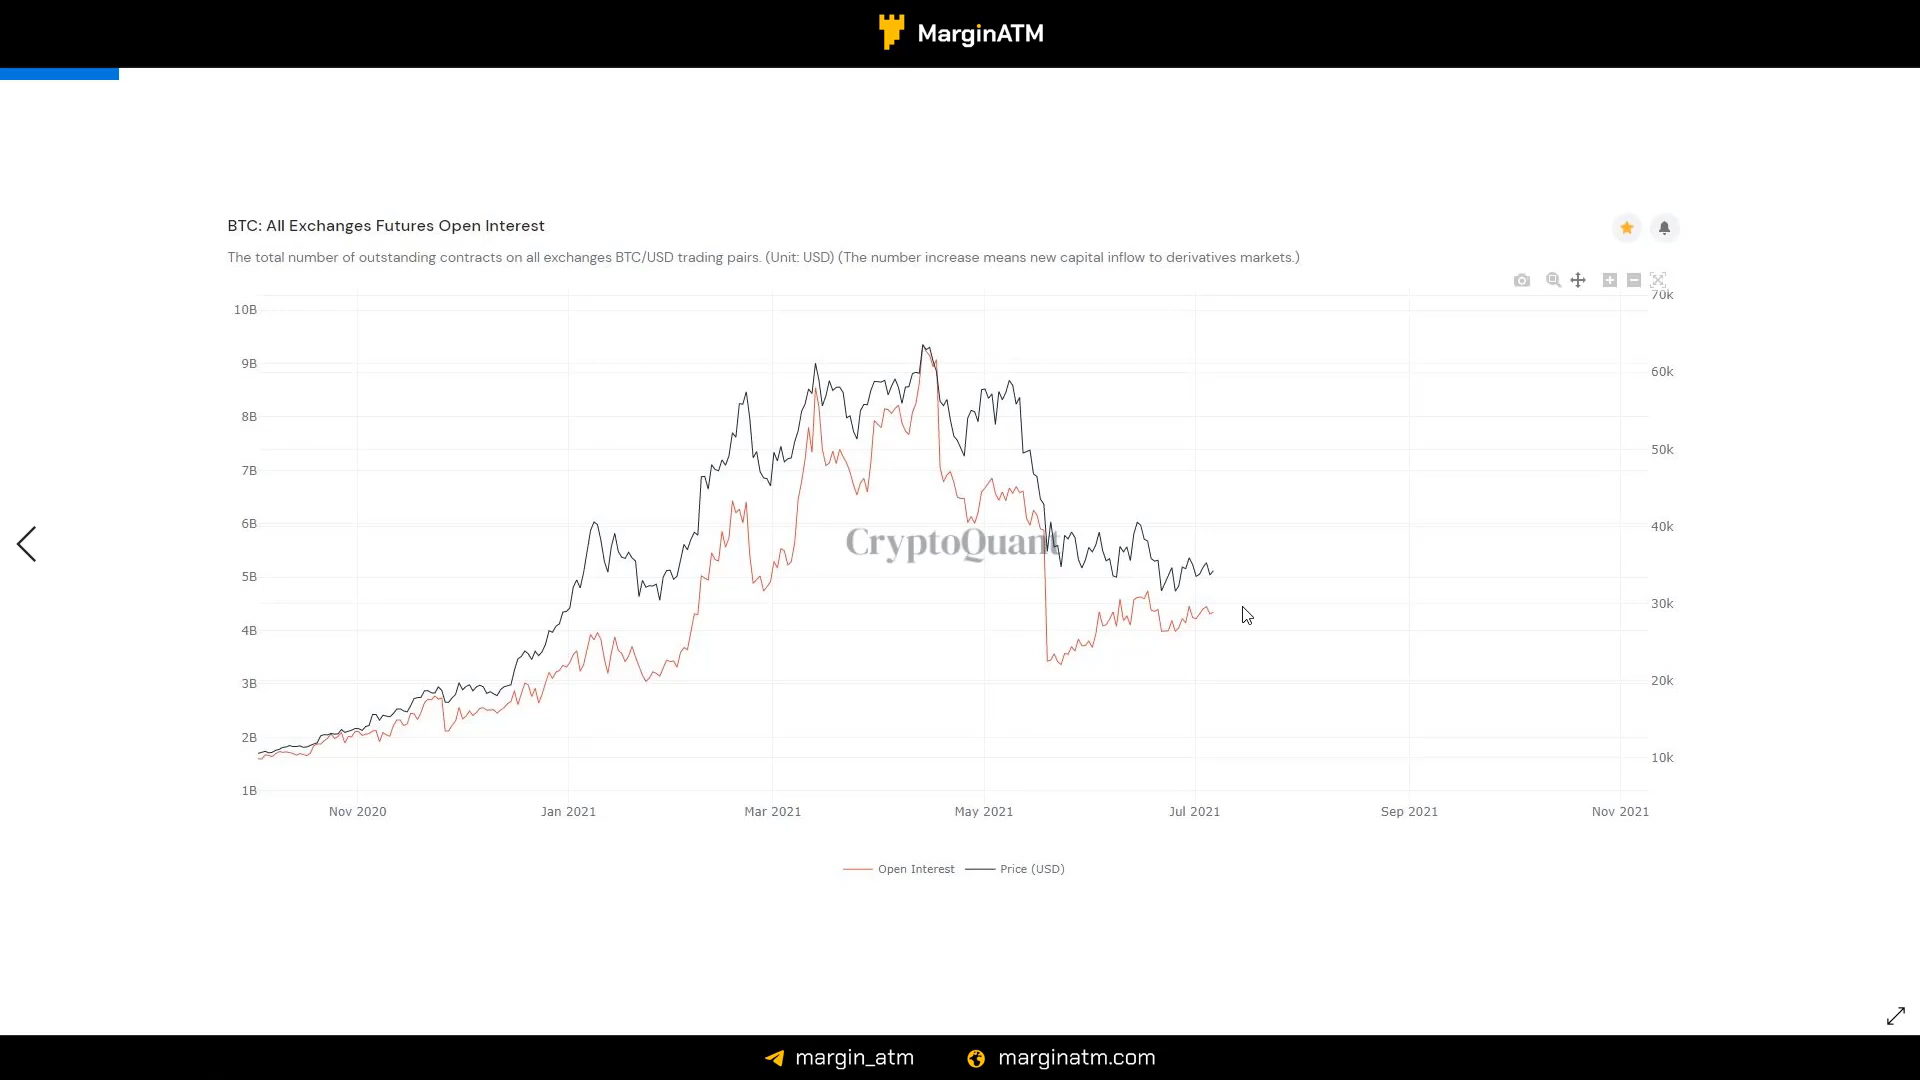 MarginATM
BTC: All Exchanges Futures Open Interest
The total number of outstanding contracts on all exchanges BTC/USD trading pairs. (Unit: USD) (The number increase means new capital inflow to derivatives markets.)
10B
9B
8B
7B
6B
5B
4B
3B
2B
1B
70k
60k
50k
40k
30k
20k
10k
CryptoQuant
Nov 2020 Jan 2021 Mar 2021 May 2021 Jul 2021 Sep 2021 Nov 2021
Open Interest Price (USD)
margin_atm marginatm.com